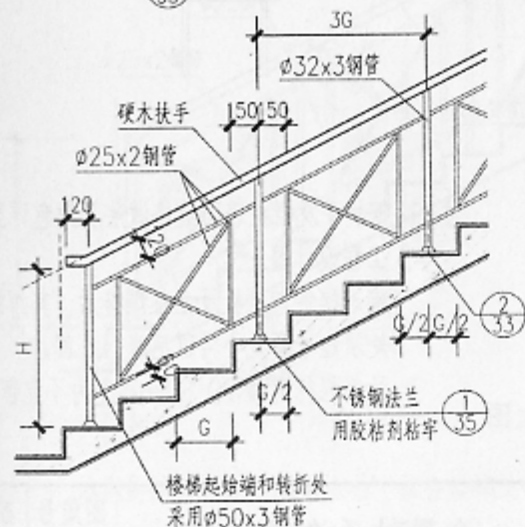 3G
ø32x3钢管
150 150
硬木扶手
ø25x2钢管
120
H
G/2 G/2
2
33
G/2
G
不锈钢法兰
用胶粘剂粘牢
1
35
楼梯起始端和转折处
采用ø50x3钢管